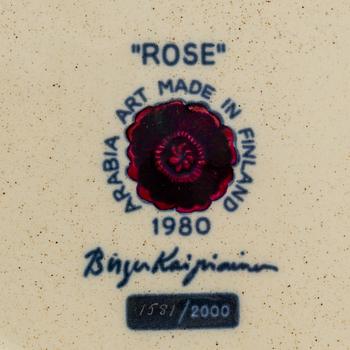 "ROSE"
ARABIA ART MADE IN FINLAND
1980
Birger Kaipiainen
1581/2000